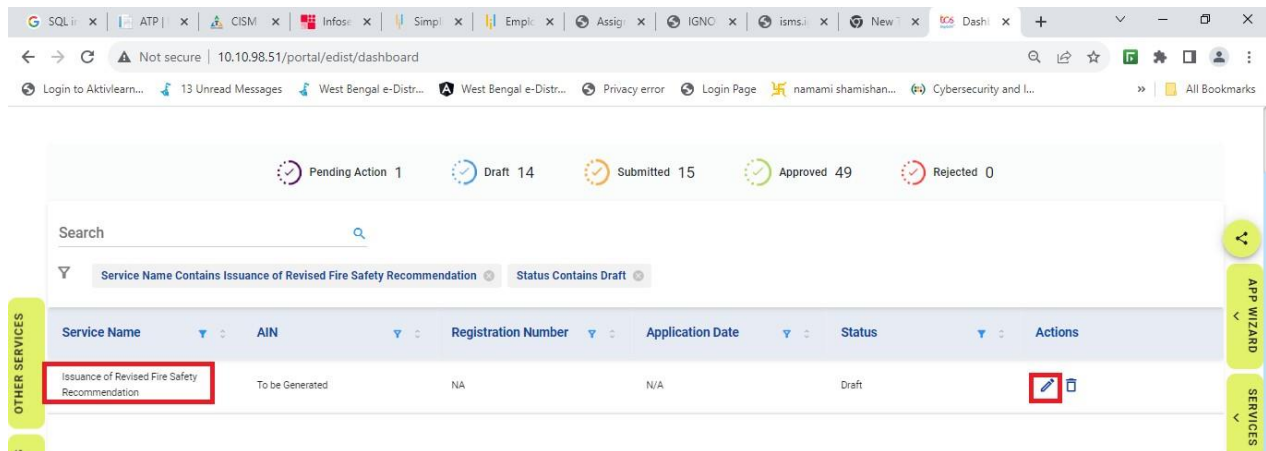 SQL in
ATP |
CISM
Infose
Simpl
Emplo
Assig
IGNO
isms.i
New T
Dash
Not secure | 10.10.98.51/portal/edist/dashboard
Login to Aktivlearn... 13 Unread Messages West Bengal e-Distr... West Bengal e-Distr... Privacy error Login Page namami shamishan... Cybersecurity and I... » All Bookmarks
Pending Action 1 Draft 14 Submitted 15 Approved 49 Rejected 0
Search
Service Name Contains Issuance of Revised Fire Safety Recommendation Status Contains Draft
Service Name AIN Registration Number Application Date Status Actions
Issuance of Revised Fire Safety
Recommendation
To be Generated NA N/A Draft
OTHER SERVICES
APP WIZARD
SERVICES